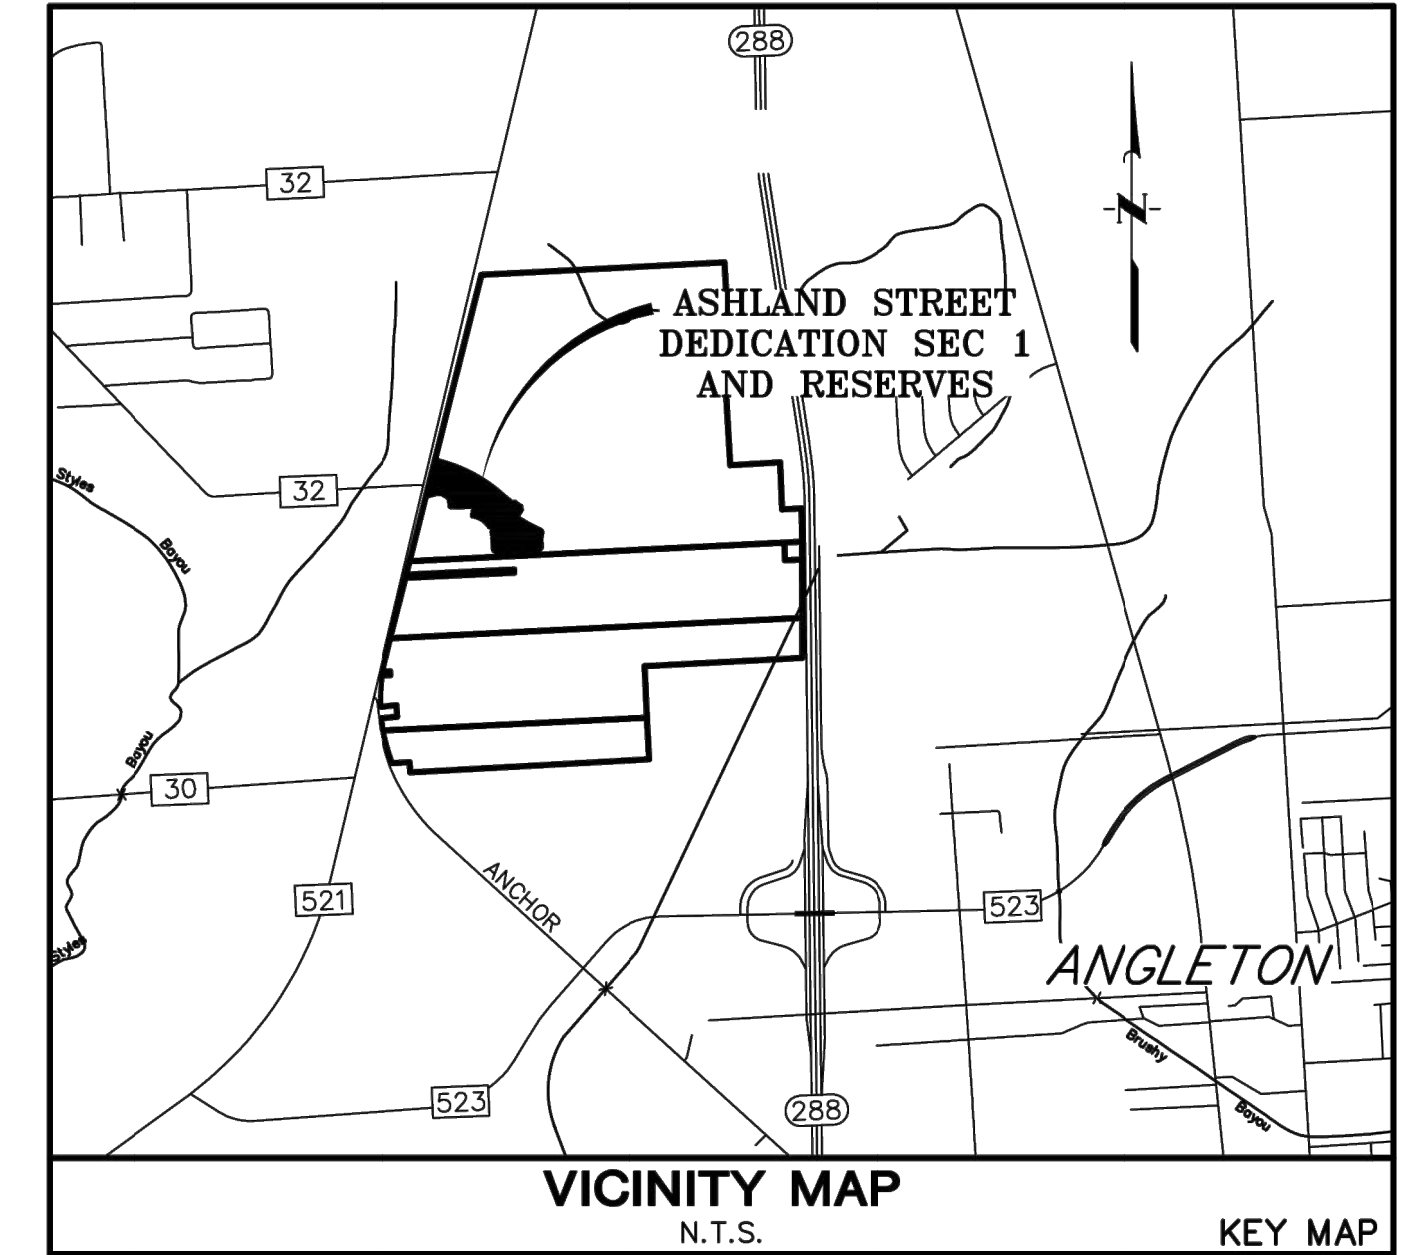 288
32
N
ASHLAND STREET
DEDICATION SEC 1
AND RESERVES
Styles
32
Bayou
Bayou
30
ANCHOR
521
523
Styles
ANGLETON
Brushy
523
288
Bayou
VICINITY MAP
N.T.S.
KEY MAP